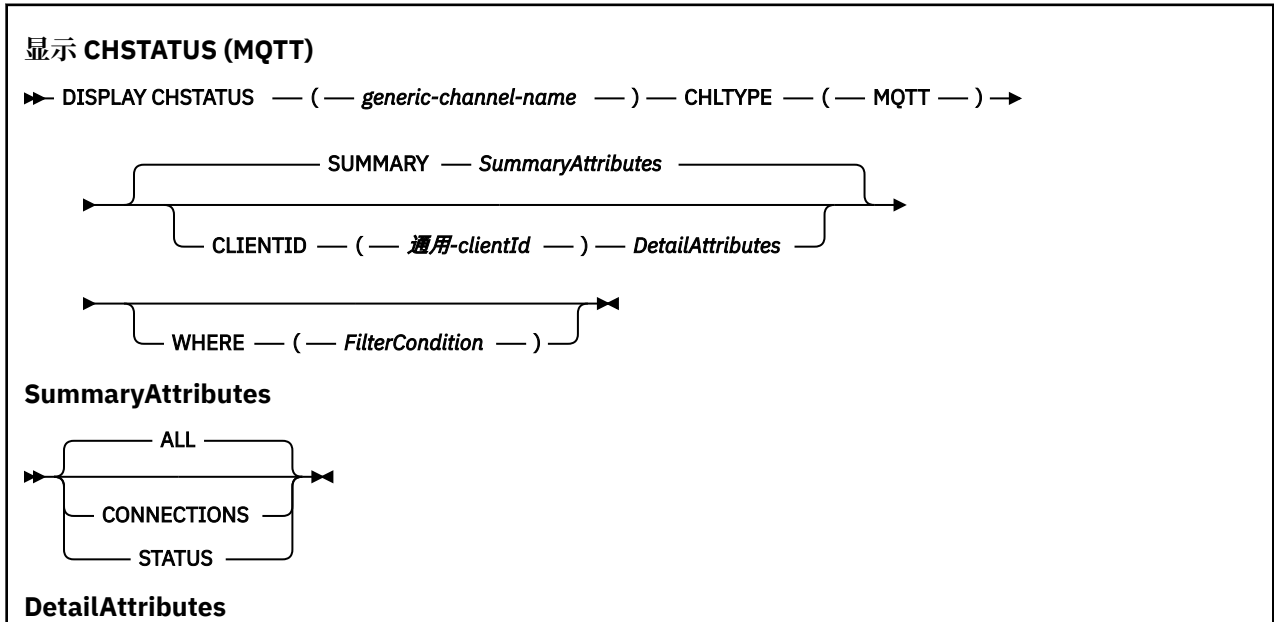 显示 CHSTATUS (MQTT)
DISPLAY CHSTATUS ( generic-channel-name ) CHLTYPE ( MQTT )
SUMMARY SummaryAttributes
CLIENTID ( 通用-clientId ) DetailAttributes
WHERE ( FilterCondition )
SummaryAttributes
ALL
CONNECTIONS
STATUS
DetailAttributes